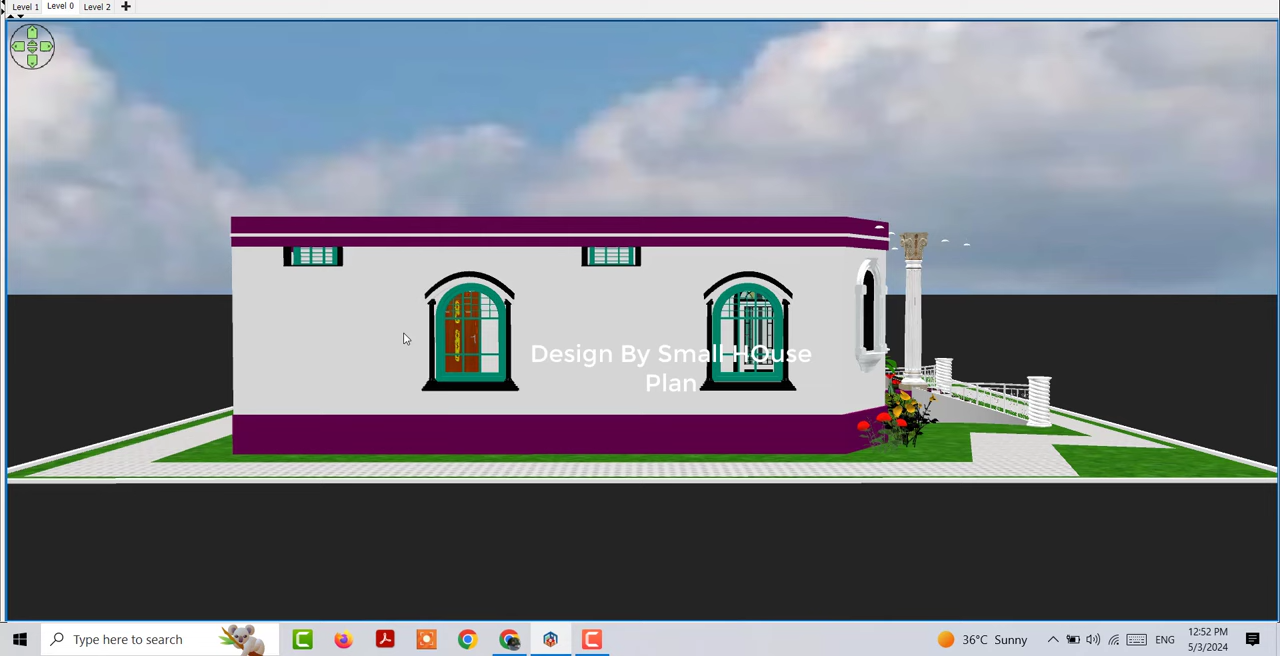 Level 1
Level 0
Level 2
Design By Small HOuse
Plan
Type here to search
36°C Sunny
ENG
12:52 PM
5/3/2024